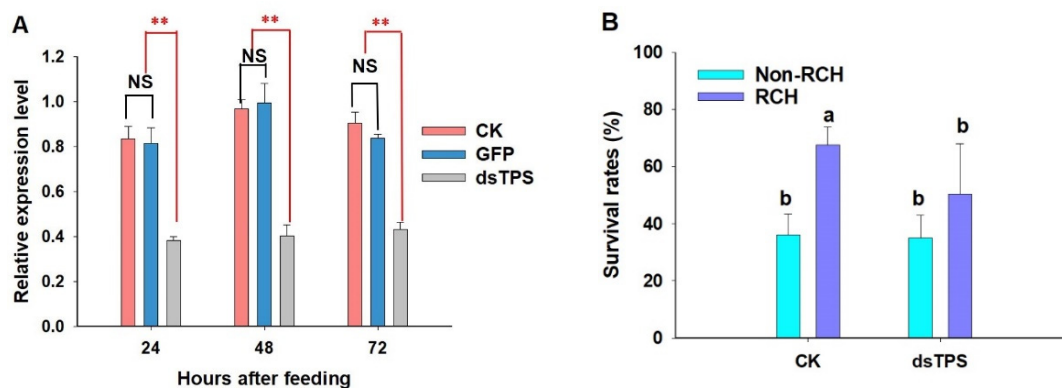 A
** ** **
NS NS NS
1.2
1.0
0.8
0.6
0.4
0.2
0.0
Relative expression level
CK
GFP
dsTPS
24 48 72
Hours after feeding
B
100
80
60
40
20
0
Survival rates (%)
Non-RCH
RCH
b a b b
CK dsTPS